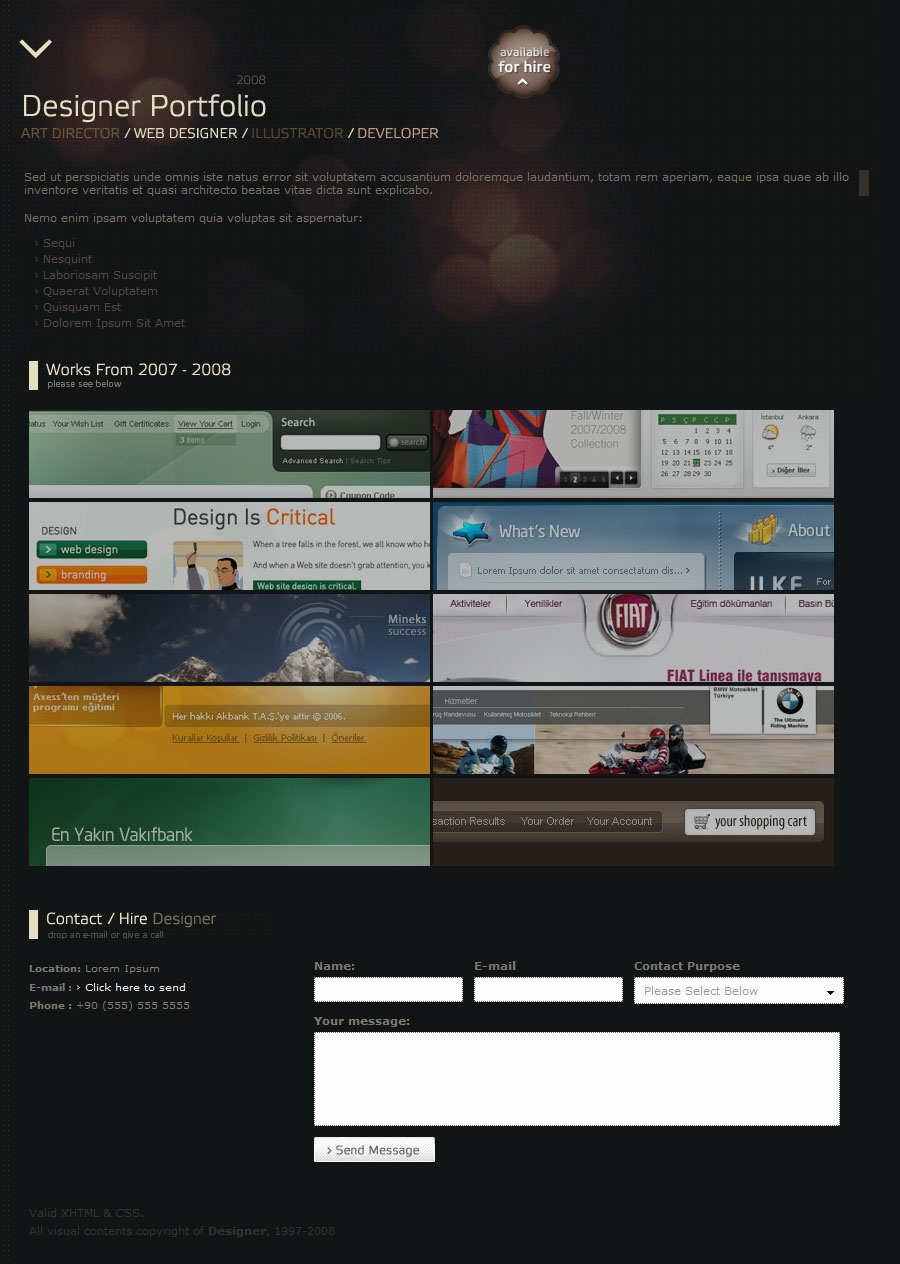 available
for hire
2008
Designer Portfolio
ART DIRECTOR / WEB DESIGNER / ILLUSTRATOR / DEVELOPER
Sed ut perspiciatis unde omnis iste natus error sit voluptatem accusantium doloremque laudantium, totam rem aperiam, eaque ipsa quae ab illo
inventore veritatis et quasi architecto beatae vitae dicta sunt explicabo.
Nemo enim ipsam voluptatem quia voluptas sit aspernatur:
› Sequi
› Nesquint
› Laboriosam Suscipit
› Quaerat Voluptatem
› Quisquam Est
› Dolorem Ipsum Sit Amet
Works From 2007 - 2008
please see below
tatus Your Wish List Gift Certificates View Your Cart Login
3 items
Search
search
Advanced Search | Search Tips
Coupon Code
Fall/Winter
2007/2008
Collection
1 2 3 4 5
P S Ç P C C P
1 2 3 4
5 6 7 8 9 10 11
12 13 14 15 16 17 18
19 20 21 22 23 24 25
26 27 28 29 30
Istanbul Ankara
4° 2°
› Diğer İller
DESIGN
web design
branding
Design Is Critical
When a tree falls in the forest, we all know who he
And when a Web site doesn't grab attention, you k
Web site design is critical.
What's New
Lorem Ipsum dolor sit amet consectatum dis... ›
About
For
Mineks
success
Aktiviteler Yenilikler
FIAT
Eğitim dökümanları Basın Bü
FIAT Linea ile tanışmaya
Axess'ten müşteri
programı eğitimi
Her hakkı Akbank T.A.Ş.'ye aittir © 2006.
Kurallar Koşullar | Gizlilik Politikası | Öneriler
Hizmetler
rüş Randevusu Kullanılmış Motosiklet Teknoloji Rehberi
BMW Motosiklet
Türkiye
The Ultimate
Riding Machine
En Yakın Vakıfbank
saction Results Your Order Your Account
your shopping cart
Contact / Hire Designer
drop an e-mail or give a call
Location: Lorem Ipsum
E-mail : › Click here to send
Phone : +90 (555) 555 5555
Name: E-mail Contact Purpose
Please Select Below
Your message:
› Send Message
Valid XHTML & CSS.
All visual contents copyright of Designer, 1997-2008